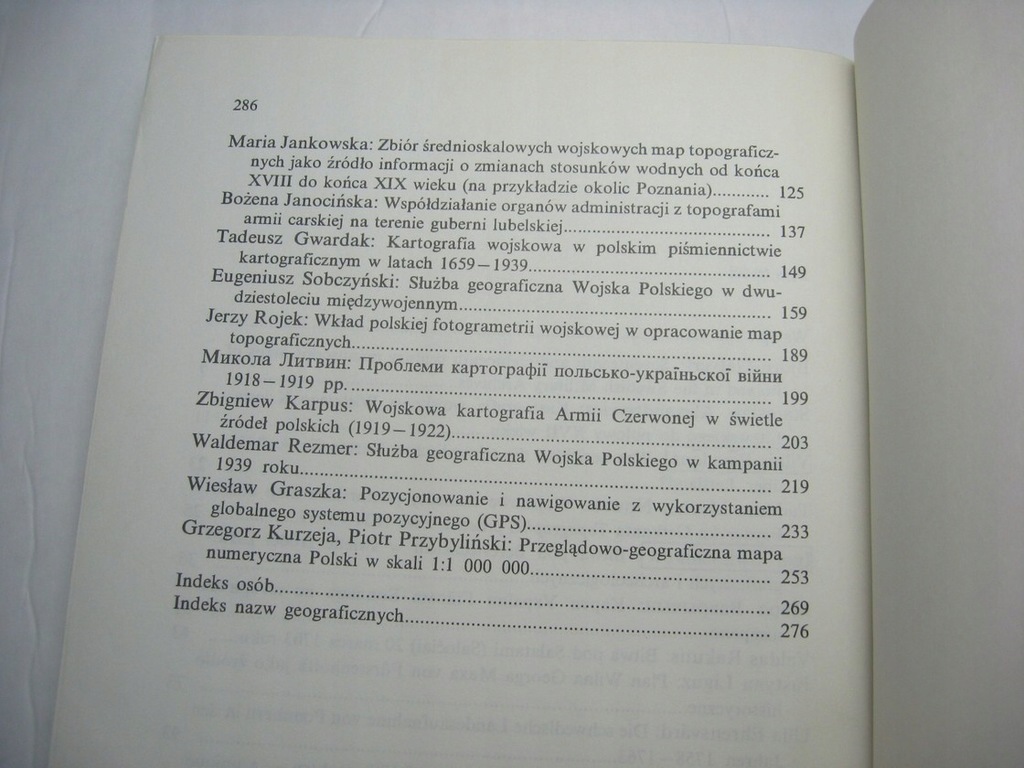 286
Maria Jankowska: Zbiór średnioskalowych wojskowych map topograficz-
nych jako źródło informacji o zmianach stosunków wodnych od końca
XVIII do końca XIX wieku (na przykładzie okolic Poznania)............ 125
Bożena Janocińska: Współdziałanie organów administracji z topografami
armii carskiej na terenie guberni lubelskiej.................................... 137
Tadeusz Gwardak: Kartografia wojskowa w polskim piśmiennictwie
kartograficznym w latach 1659–1939.......................................... 149
Eugeniusz Sobczyński: Służba geograficzna Wojska Polskiego w dwu-
dziestoleciu międzywojennym...................................................... 159
Jerzy Rojek: Wkład polskiej fotogrametrii wojskowej w opracowanie map
topograficznych.......................................................................... 189
Микола Литвин: Проблеми картографії польсько-україньскої війни
1918–1919 рр. .......................................................................... 199
Zbigniew Karpus: Wojskowa kartografia Armii Czerwonej w świetle
źródeł polskich (1919–1922)....................................................... 203
Waldemar Rezmer: Służba geograficzna Wojska Polskiego w kampanii
1939 roku.................................................................................. 219
Wiesław Graszka: Pozycjonowanie i nawigowanie z wykorzystaniem
globalnego systemu pozycyjnego (GPS)......................................... 233
Grzegorz Kurzeja, Piotr Przybyliński: Przeglądowo-geograficzna mapa
numeryczna Polski w skali 1:1 000 000......................................... 253
Indeks osób..................................................................................... 269
Indeks nazw geograficznych............................................................. 276